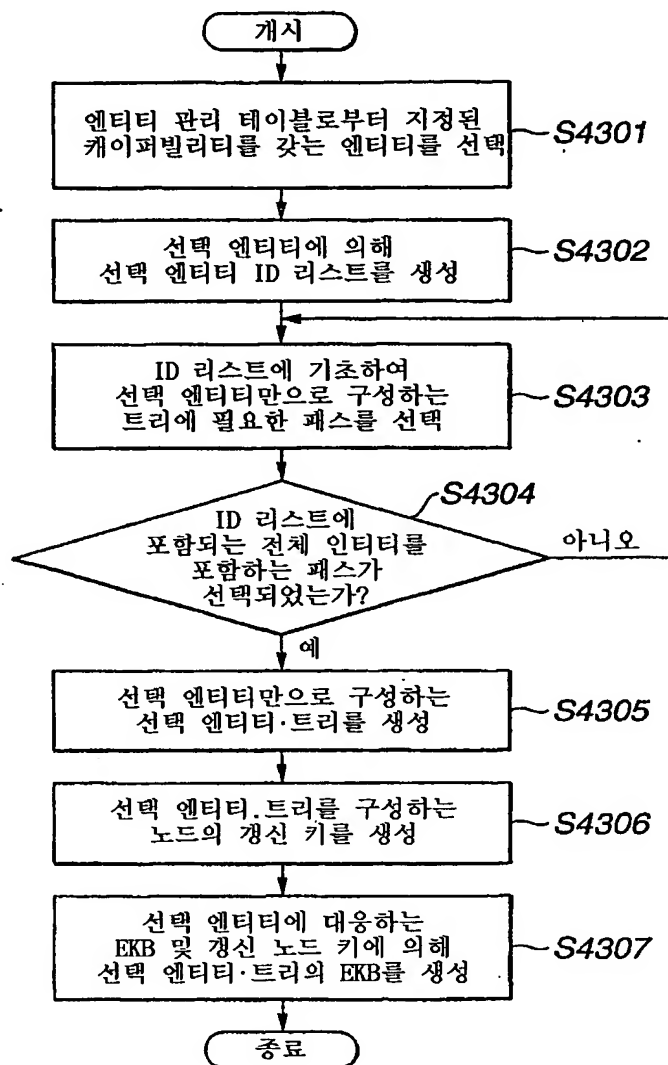 개시
엔티티 관리 테이블로부터 지정된
캐이퍼빌리티를 갖는 엔티티를 선택
S4301
선택 엔티티에 의해
선택 엔티티 ID 리스트를 생성
S4302
ID 리스트에 기초하여
선택 엔티티만으로 구성하는
트리에 필요한 패스를 선택
S4303
S4304
ID 리스트에
포함되는 전체 인티티를
포함하는 패스가
선택되었는가?
아니오
예
선택 엔티티만으로 구성하는
선택 엔티티·트리를 생성
S4305
선택 엔티티.트리를 구성하는
노드의 갱신 키를 생성
S4306
선택 엔티티에 대응하는
EKB 및 갱신 노드 키에 의해
선택 엔티티·트리의 EKB를 생성
S4307
종료